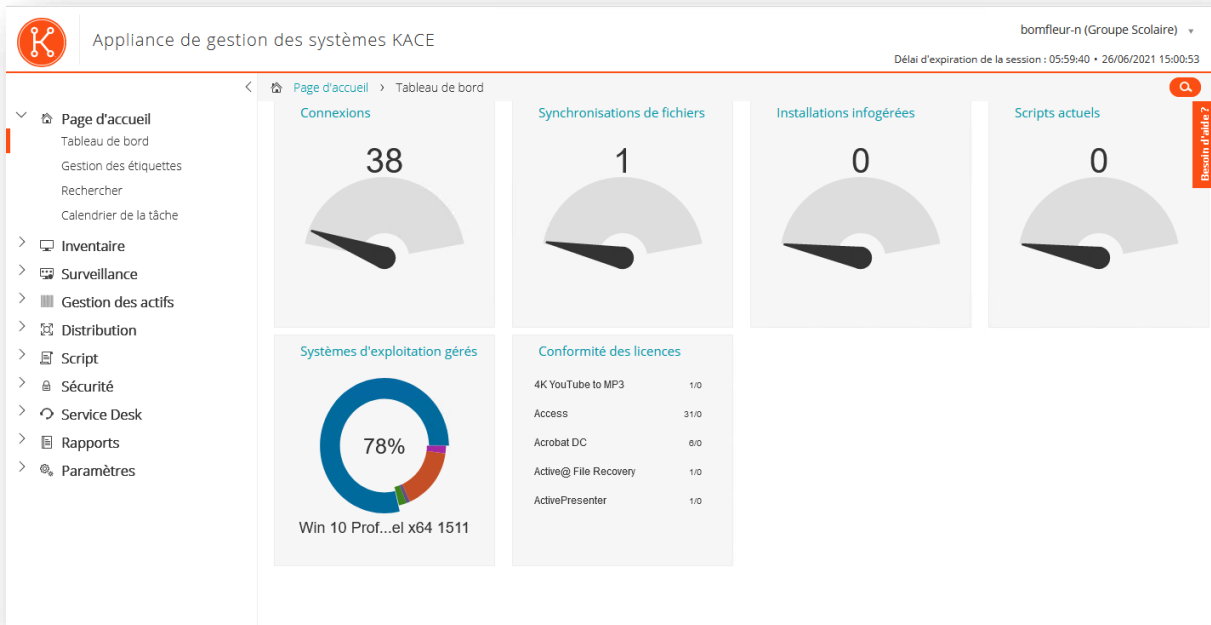 K
Appliance de gestion des systèmes KACE
bomfleur-n (Groupe Scolaire)
Délai d'expiration de la session : 05:59:40 • 26/06/2021 15:00:53
Page d'accueil
Tableau de bord
Gestion des étiquettes
Rechercher
Calendrier de la tâche
Inventaire
Surveillance
Gestion des actifs
Distribution
Script
Sécurité
Service Desk
Rapports
Paramètres
Page d'accueil > Tableau de bord
Besoin d'aide ?
Connexions
38
Synchronisations de fichiers
1
Installations infogérées
0
Scripts actuels
0
Systèmes d'exploitation gérés
78%
Win 10 Prof...el x64 1511
Conformité des licences
4K YouTube to MP3 1/0
Access 31/0
Acrobat DC 6/0
Active@ File Recovery 1/0
ActivePresenter 1/0